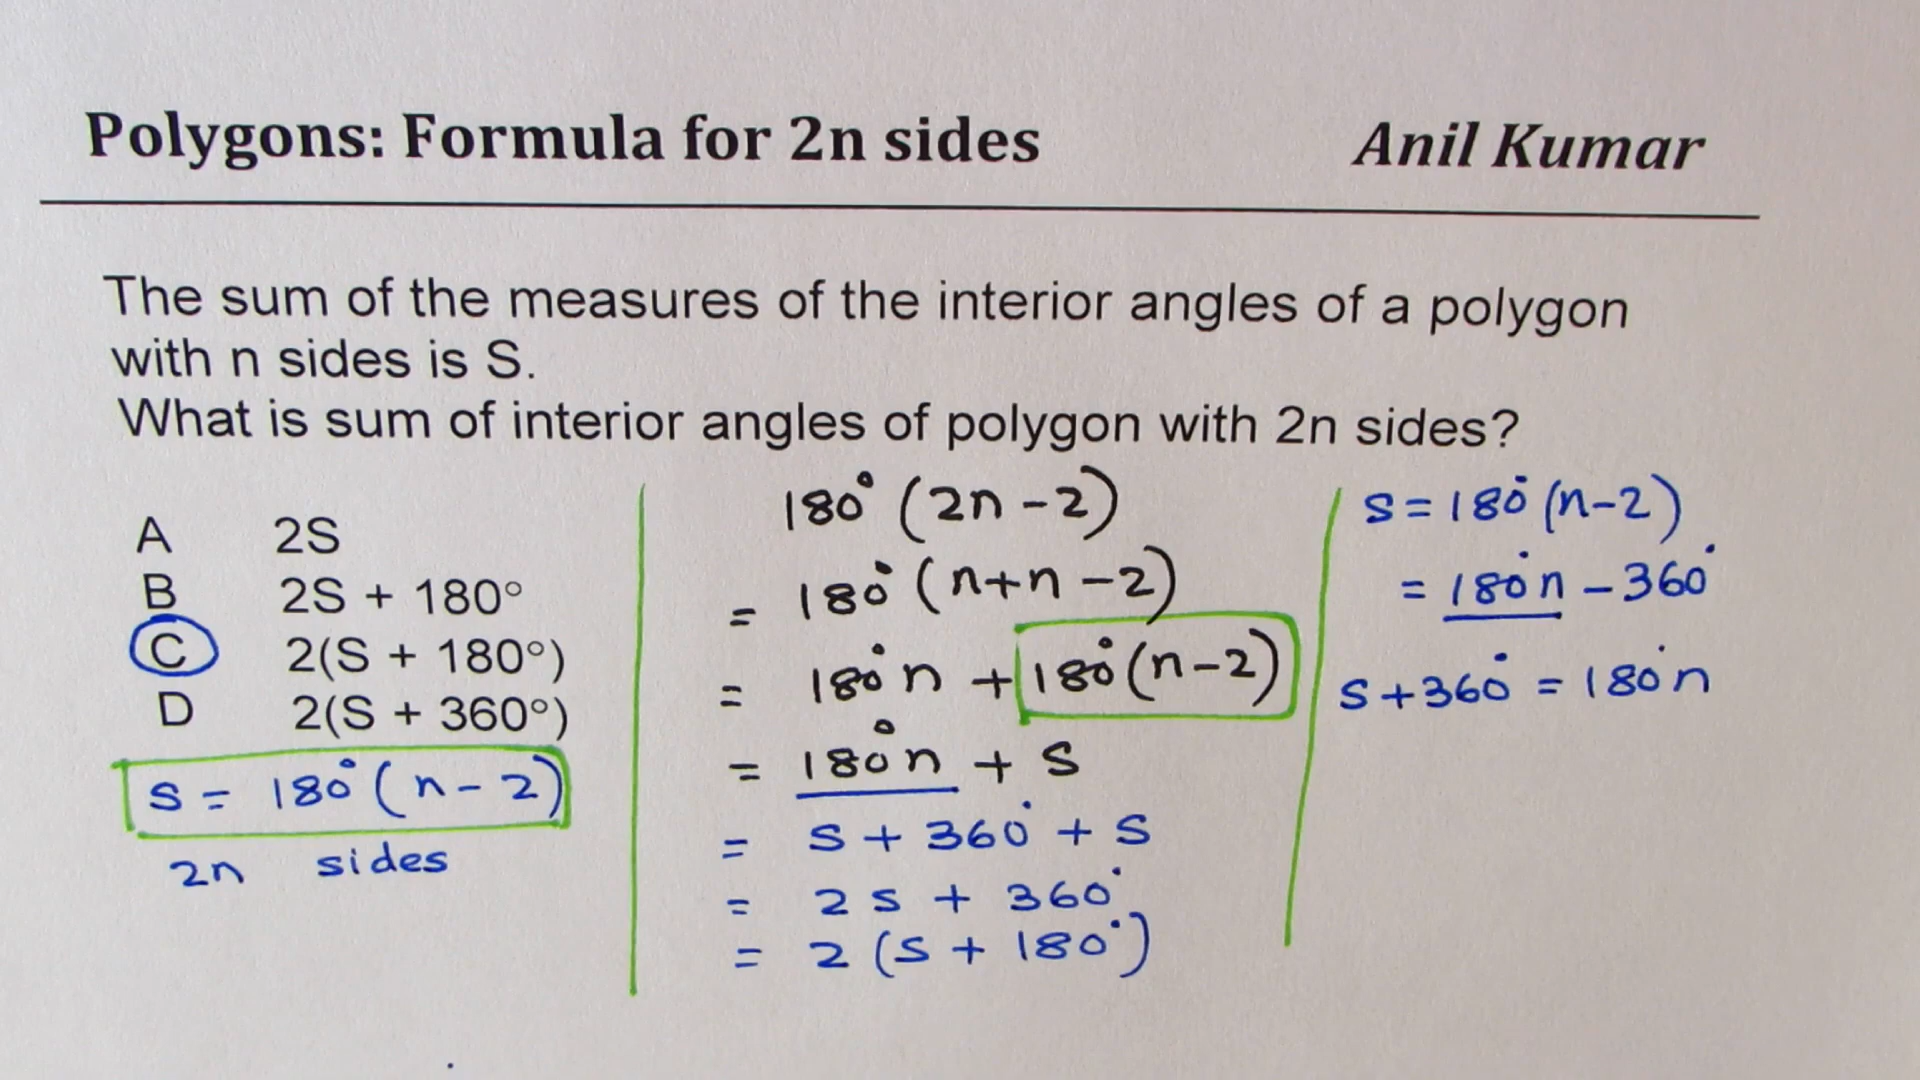 Polygons: Formula for 2n sides
Anil Kumar
The sum of the measures of the interior angles of a polygon
with n sides is S.
What is sum of interior angles of polygon with 2n sides?
A 2S
B 2S + 180°
C 2(S + 180°)
D 2(S + 360°)
S = 180°(n-2)
2n sides
180°(2n-2)
= 180°(n+n-2)
= 180°n + 180°(n-2)
= 180°n + S
= S + 360° + S
= 2S + 360°
= 2(S + 180°)
S = 180°(n-2)
= 180°n - 360°
S + 360° = 180°n